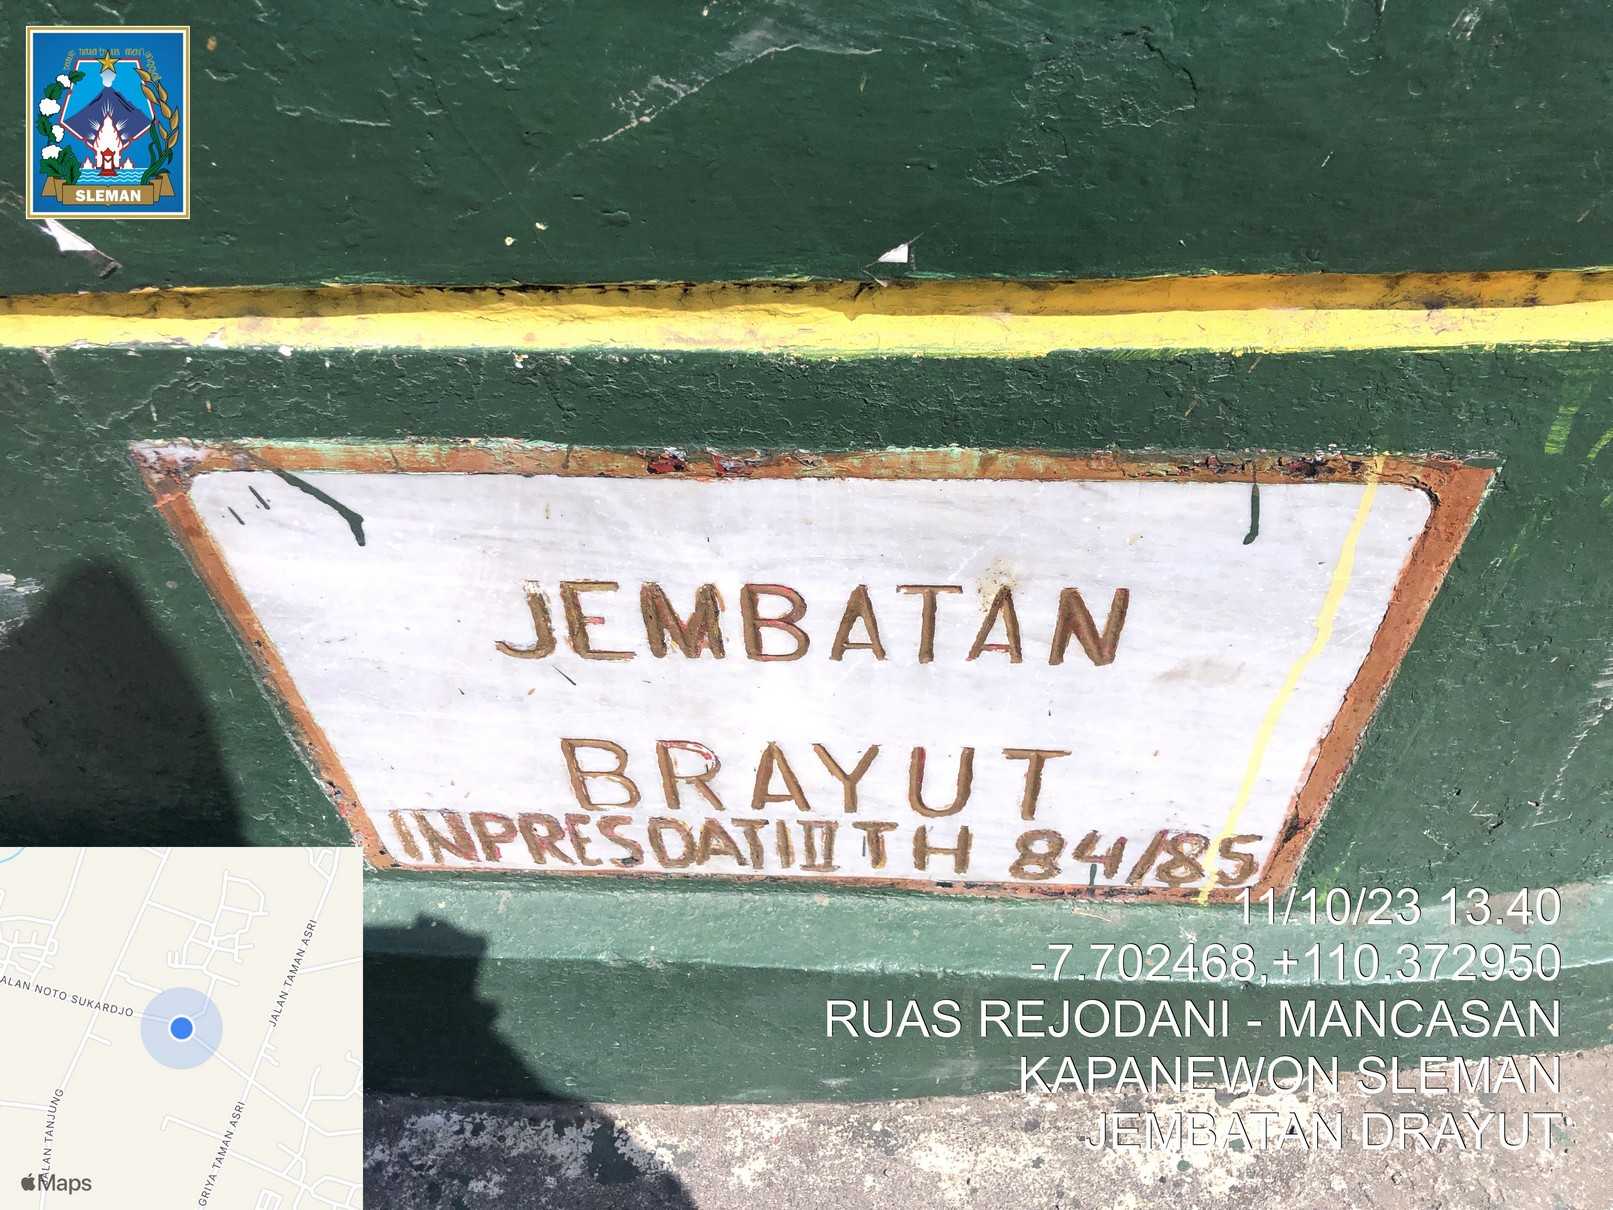 SLEMAN
JEMBATAN
BRAYUT
INPRES DATI II TH 84/85
11/10/23 13.40
-7.702468,+110.372950
RUAS REJODANI - MANCASAN
KAPANEWON SLEMAN
JEMBATAN DRAYUT
JALAN TAMAN ASRI
ALAN NOTO SUKARDJO
JALAN TANJUNG
GRIYA TAMAN ASRI
Maps